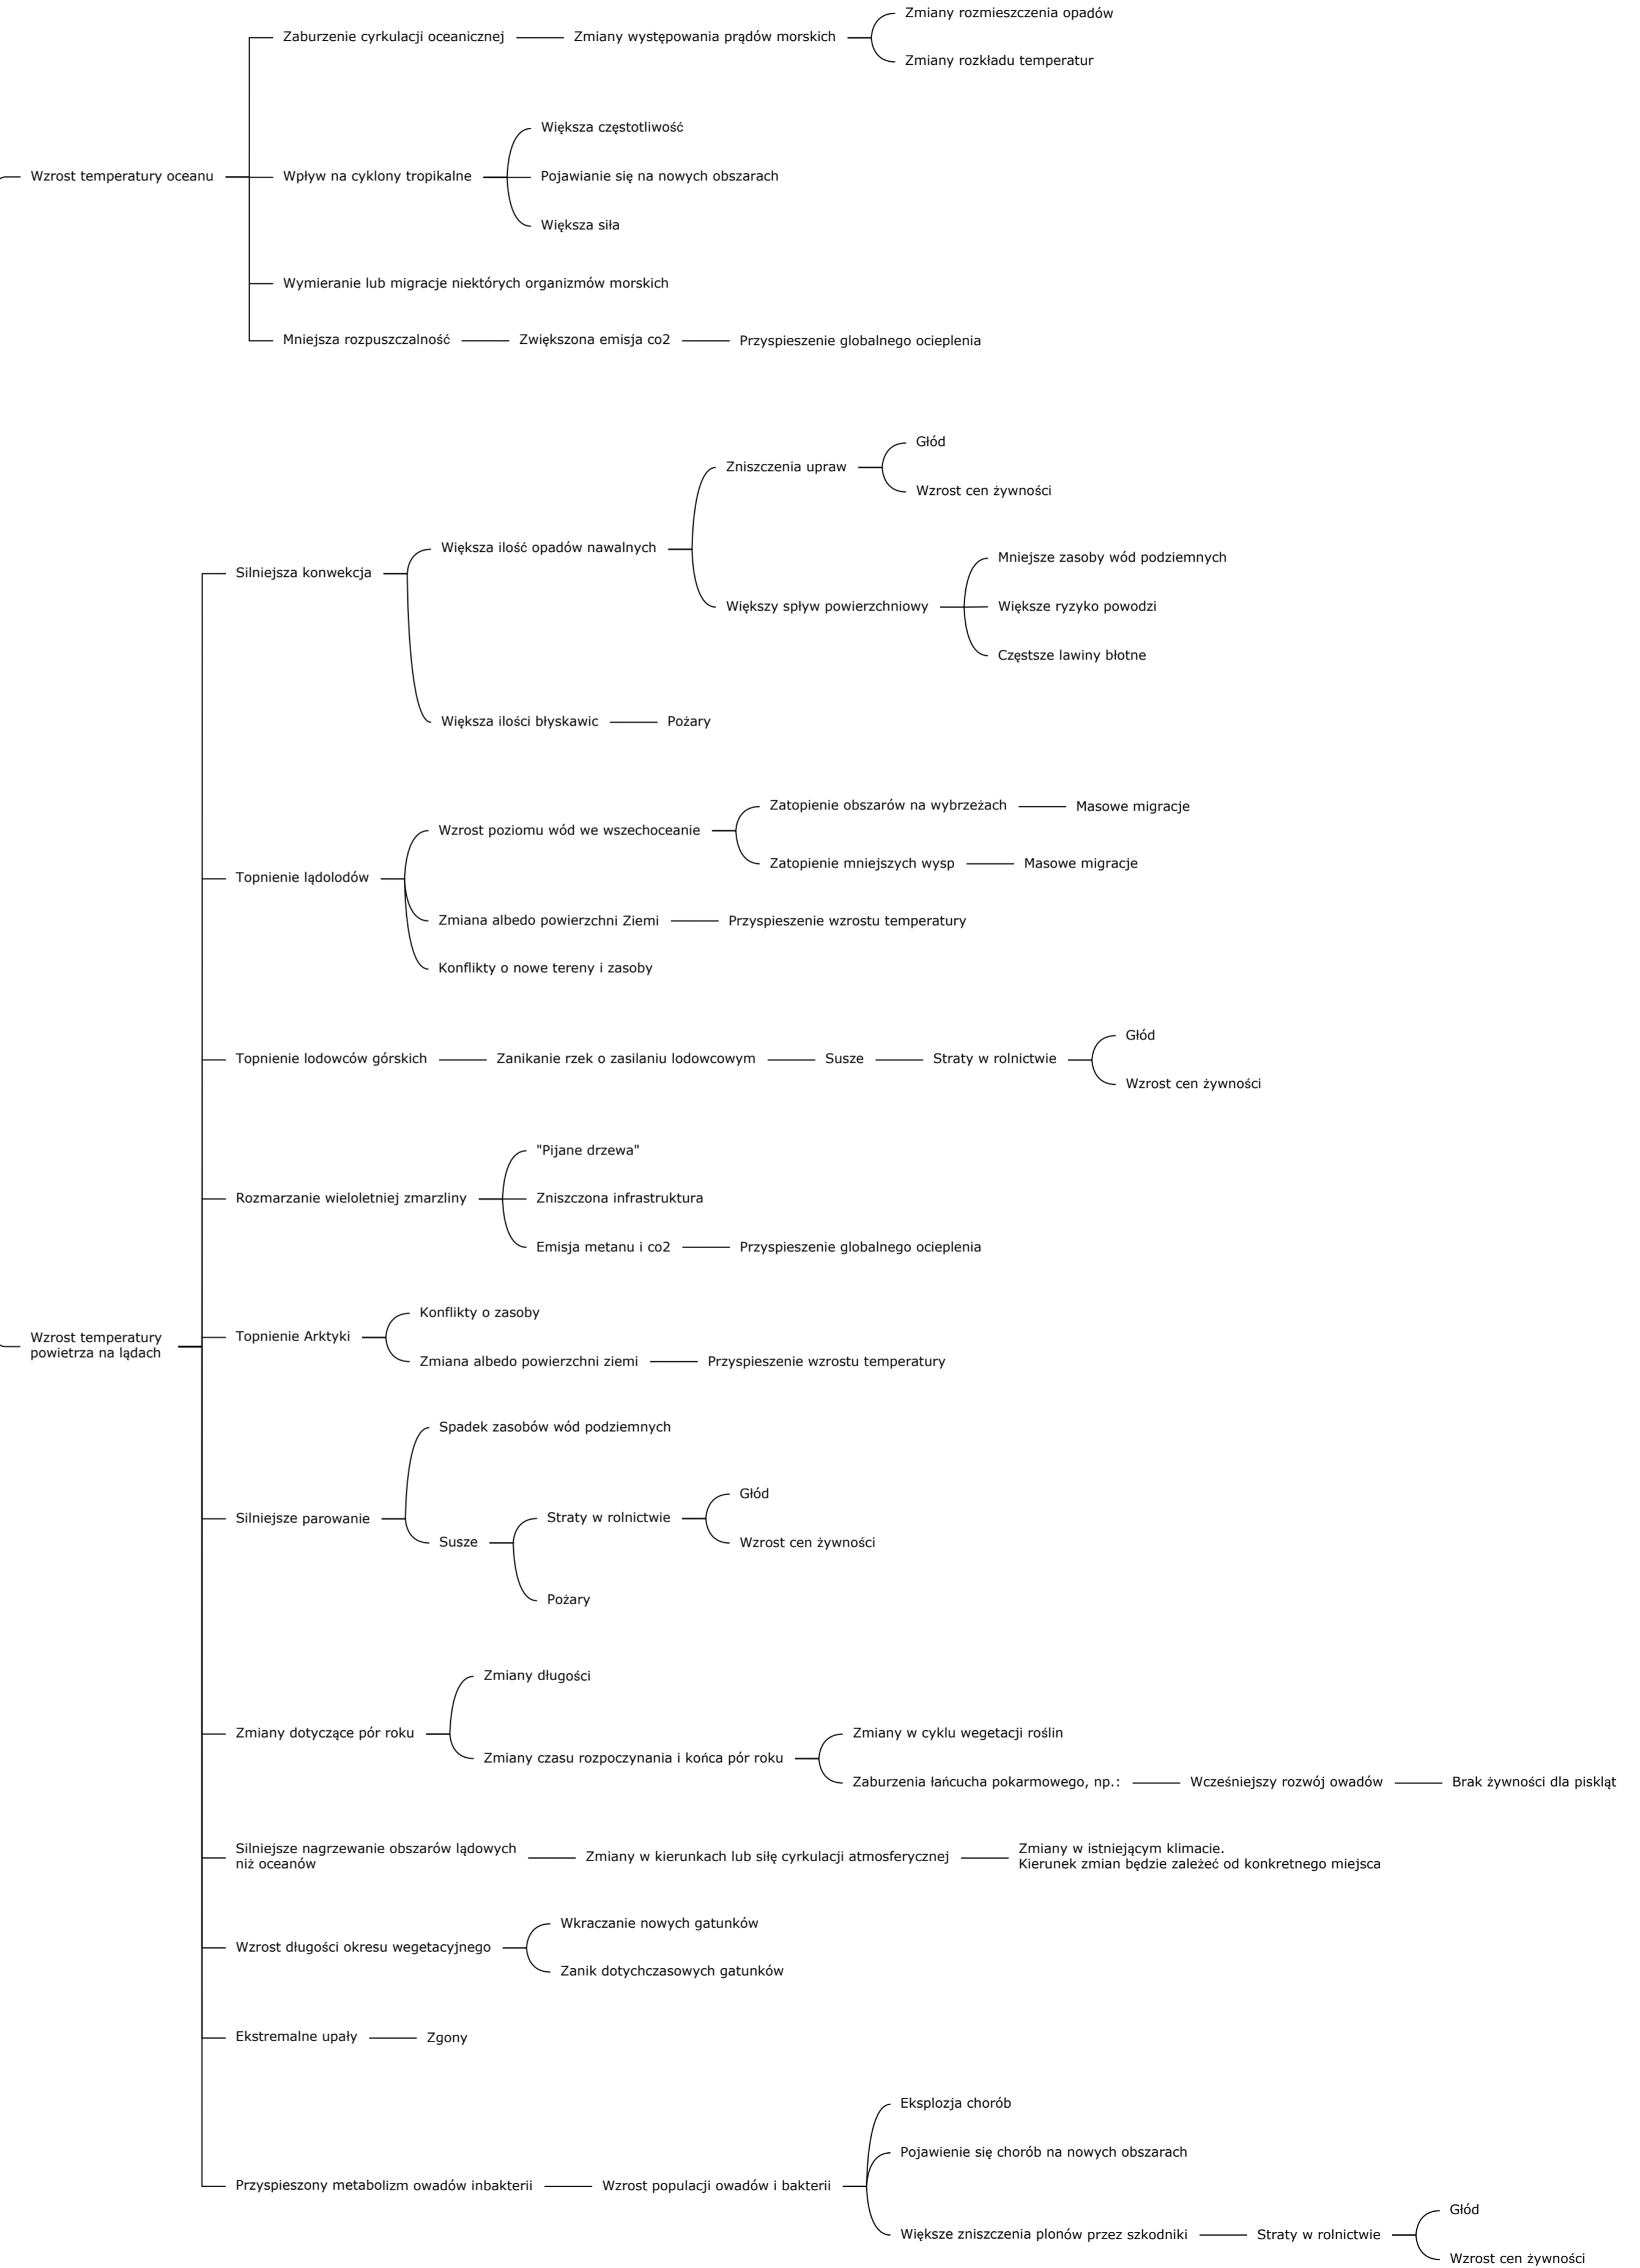 Wzrost temperatury oceanu
Zaburzenie cyrkulacji oceanicznej
Zmiany występowania prądów morskich
Zmiany rozmieszczenia opadów
Zmiany rozkładu temperatur
Wpływ na cyklony tropikalne
Większa częstotliwość
Pojawianie się na nowych obszarach
Większa siła
Wymieranie lub migracje niektórych organizmów morskich
Mniejsza rozpuszczalność
Zwiększona emisja co2
Przyspieszenie globalnego ocieplenia
Wzrost temperatury
powietrza na lądach
Silniejsza konwekcja
Większa ilość opadów nawalnych
Zniszczenia upraw
Głód
Wzrost cen żywności
Większy spływ powierzchniowy
Mniejsze zasoby wód podziemnych
Większe ryzyko powodzi
Częstsze lawiny błotne
Większa ilości błyskawic
Pożary
Topnienie lądolodów
Wzrost poziomu wód we wszechoceanie
Zatopienie obszarów na wybrzeżach
Masowe migracje
Zatopienie mniejszych wysp
Masowe migracje
Zmiana albedo powierzchni Ziemi
Przyspieszenie wzrostu temperatury
Konflikty o nowe tereny i zasoby
Topnienie lodowców górskich
Zanikanie rzek o zasilaniu lodowcowym
Susze
Straty w rolnictwie
Głód
Wzrost cen żywności
Rozmarzanie wieloletniej zmarzliny
"Pijane drzewa"
Zniszczona infrastruktura
Emisja metanu i co2
Przyspieszenie globalnego ocieplenia
Topnienie Arktyki
Konflikty o zasoby
Zmiana albedo powierzchni ziemi
Przyspieszenie wzrostu temperatury
Silniejsze parowanie
Spadek zasobów wód podziemnych
Susze
Straty w rolnictwie
Głód
Wzrost cen żywności
Pożary
Zmiany dotyczące pór roku
Zmiany długości
Zmiany czasu rozpoczynania i końca pór roku
Zmiany w cyklu wegetacji roślin
Zaburzenia łańcucha pokarmowego, np.:
Wcześniejszy rozwój owadów
Brak żywności dla piskląt
Silniejsze nagrzewanie obszarów lądowych
niż oceanów
Zmiany w kierunkach lub siłę cyrkulacji atmosferycznej
Zmiany w istniejącym klimacie.
Kierunek zmian będzie zależeć od konkretnego miejsca
Wzrost długości okresu wegetacyjnego
Wkraczanie nowych gatunków
Zanik dotychczasowych gatunków
Ekstremalne upały
Zgony
Przyspieszony metabolizm owadów inbakterii
Wzrost populacji owadów i bakterii
Eksplozja chorób
Pojawienie się chorób na nowych obszarach
Większe zniszczenia plonów przez szkodniki
Straty w rolnictwie
Głód
Wzrost cen żywności